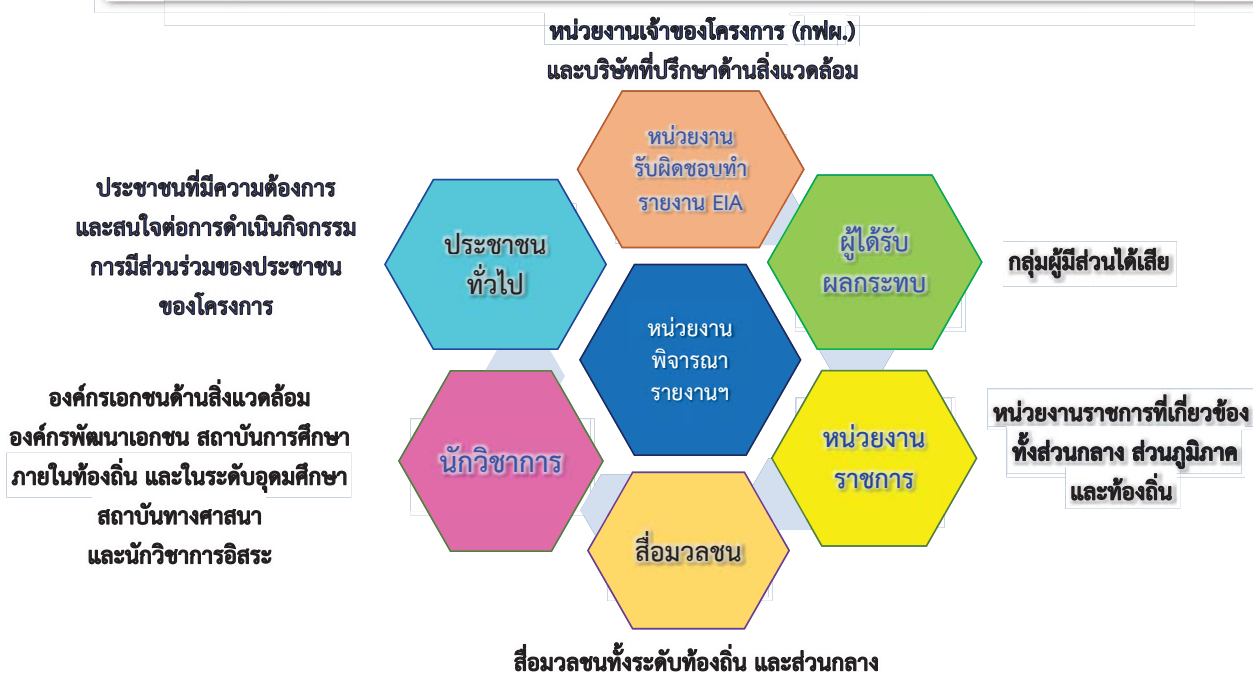 หน่วยงานเจ้าของโครงการ (กฟผ.)
และบริษัทที่ปรึกษาด้านสิ่งแวดล้อม
หน่วยงาน
รับผิดชอบทำ
รายงาน EIA
ประชาชนที่มีความต้องการ
และสนใจต่อการดำเนินกิจกรรม
การมีส่วนร่วมของประชาชน
ของโครงการ
ประชาชน
ทั่วไป
ผู้ได้รับ
ผลกระทบ
กลุ่มผู้มีส่วนได้เสีย
หน่วยงาน
พิจารณา
รายงานฯ
องค์กรเอกชนด้านสิ่งแวดล้อม
องค์กรพัฒนาเอกชน สถาบันการศึกษา
ภายในท้องถิ่น และในระดับอุดมศึกษา
สถาบันทางศาสนา
และนักวิชาการอิสระ
นักวิชาการ
หน่วยงาน
ราชการ
หน่วยงานราชการที่เกี่ยวข้อง
ทั้งส่วนกลาง ส่วนภูมิภาค
และท้องถิ่น
สื่อมวลชน
สื่อมวลชนทั้งระดับท้องถิ่น และส่วนกลาง